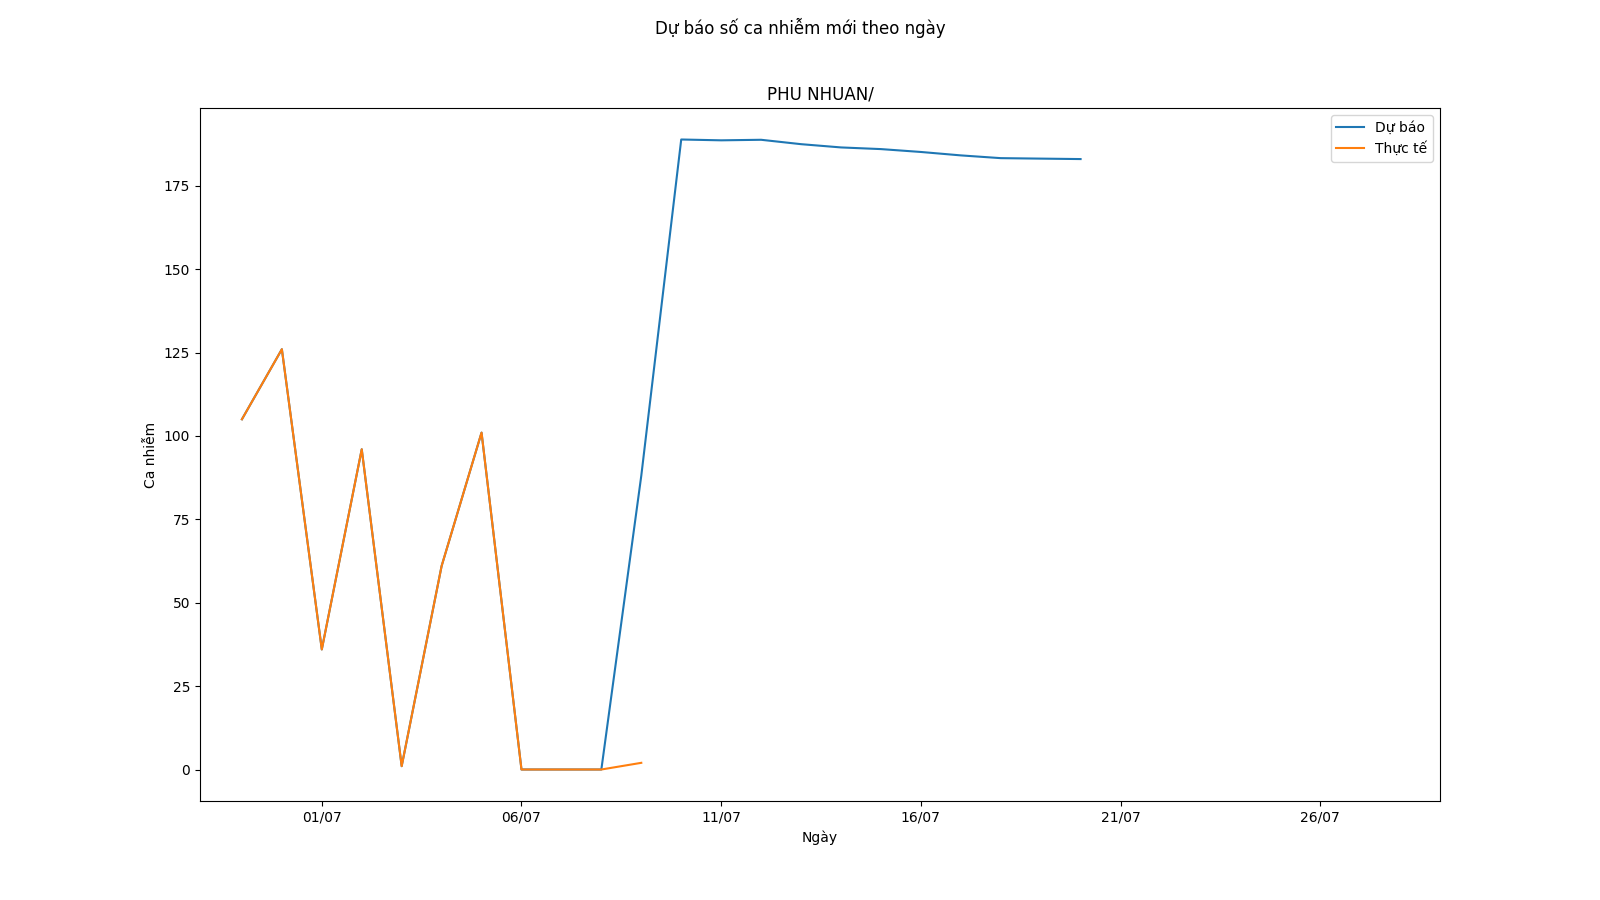 Dự báo số ca nhiễm mới theo ngày
PHU NHUAN/
Dự báo
Thực tế
175
150
125
100
75
50
25
0
Ca nhiễm
01/07
06/07
11/07
16/07
21/07
26/07
Ngày